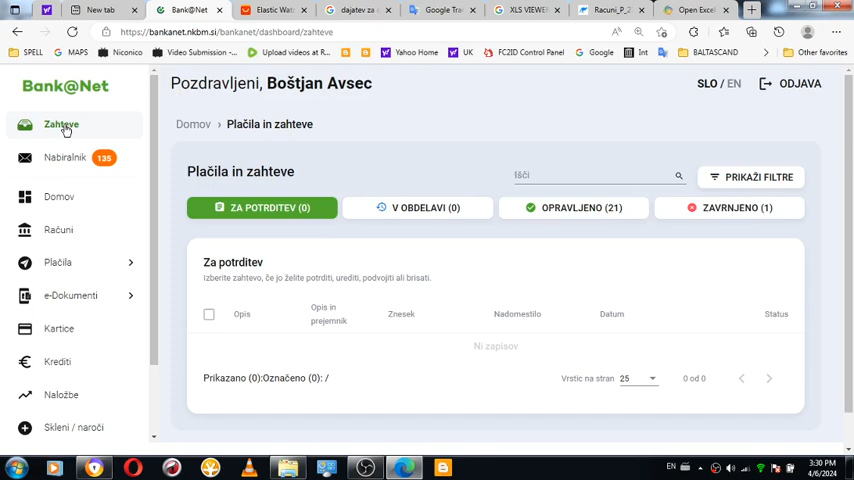 New tab
Bank@Net
Elastic Wat
dajatev za
Google Tra
XLS VIEWER
Racuni_P_2
Open Excel
https://bankanet.nkbm.si/bankanet/dashboard/zahteve
SPELL
MAPS
Niconico
Video Submission -...
Upload videos at R...
Yahoo Home
UK
FC2ID Control Panel
Google
Int
BALTASCAND
Other favorites
Bank@Net
Pozdravljeni, Boštjan Avsec
SLO / EN
ODJAVA
Zahteve
Domov › Plačila in zahteve
Nabiralnik 135
Plačila in zahteve
Išči
PRIKAŽI FILTRE
Domov
ZA POTRDITEV (0)
V OBDELAVI (0)
OPRAVLJENO (21)
ZAVRNJENO (1)
Računi
Plačila
Za potrditev
Izberite zahtevo, če jo želite potrditi, urediti, podvojiti ali brisati.
e-Dokumenti
Opis
Opis in
prejemnik
Znesek
Nadomestilo
Datum
Status
Kartice
Ni zapisov
Krediti
Prikazano (0):Označeno (0): /
Vrstic na stran 25
0 od 0
Naložbe
Skleni / naroči
EN
3:30 PM
4/6/2024